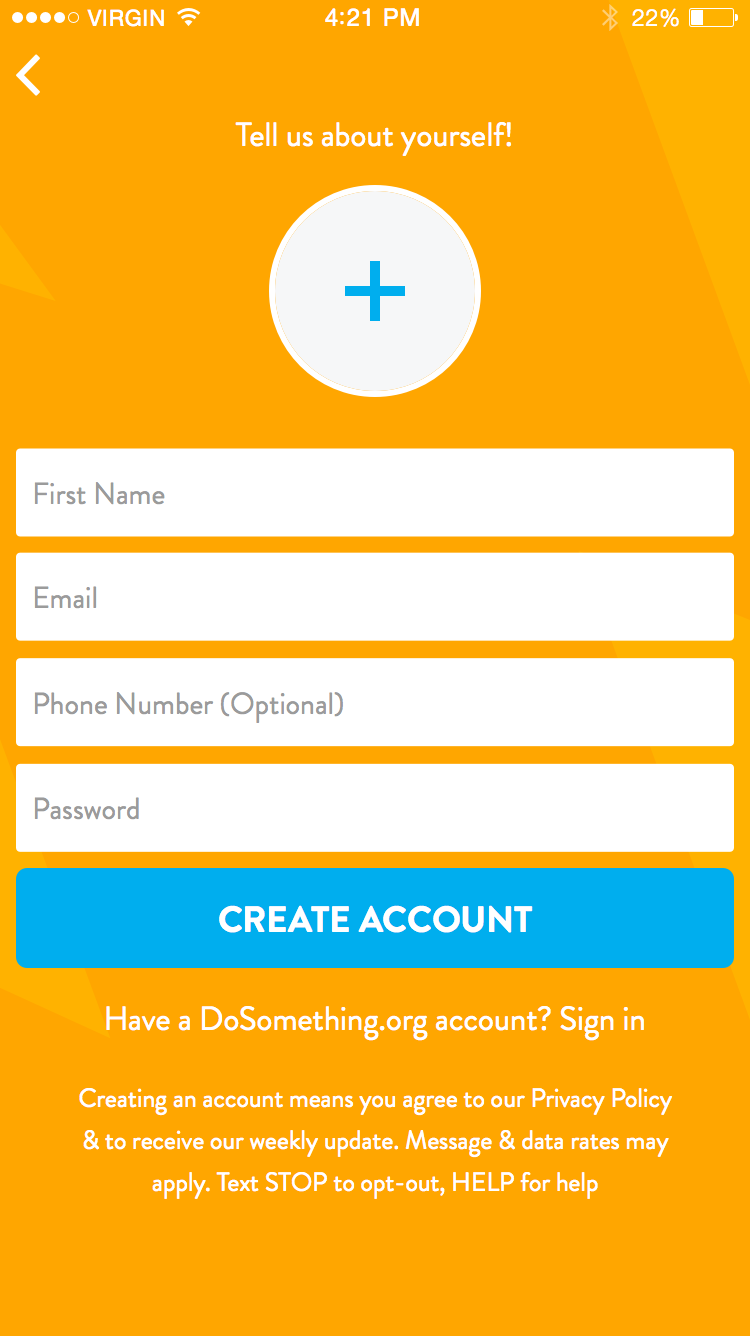 VIRGIN 4:21 PM 22%
Tell us about yourself!
First Name
Email
Phone Number (Optional)
Password
CREATE ACCOUNT
Have a DoSomething.org account? Sign in
Creating an account means you agree to our Privacy Policy
& to receive our weekly update. Message & data rates may
apply. Text STOP to opt-out, HELP for help